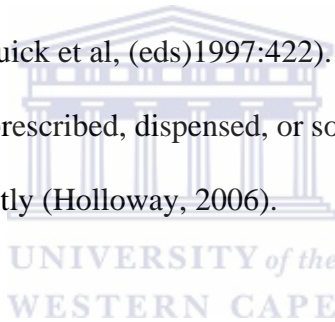 uick et al, (eds)1997:422).
rescribed, dispensed, or so
tly (Holloway, 2006).
UNIVERSITY of the
WESTERN CAPE